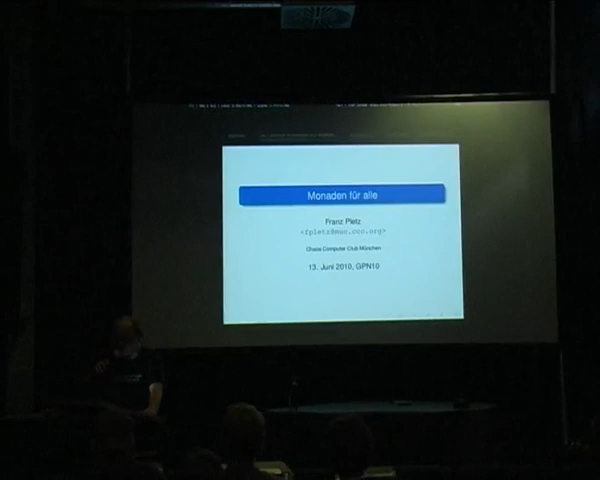 Monaden für alle
Franz Pletz
<fpletz@muc.ccc.org>
Chaos Computer Club München
13. Juni 2010, GPN10